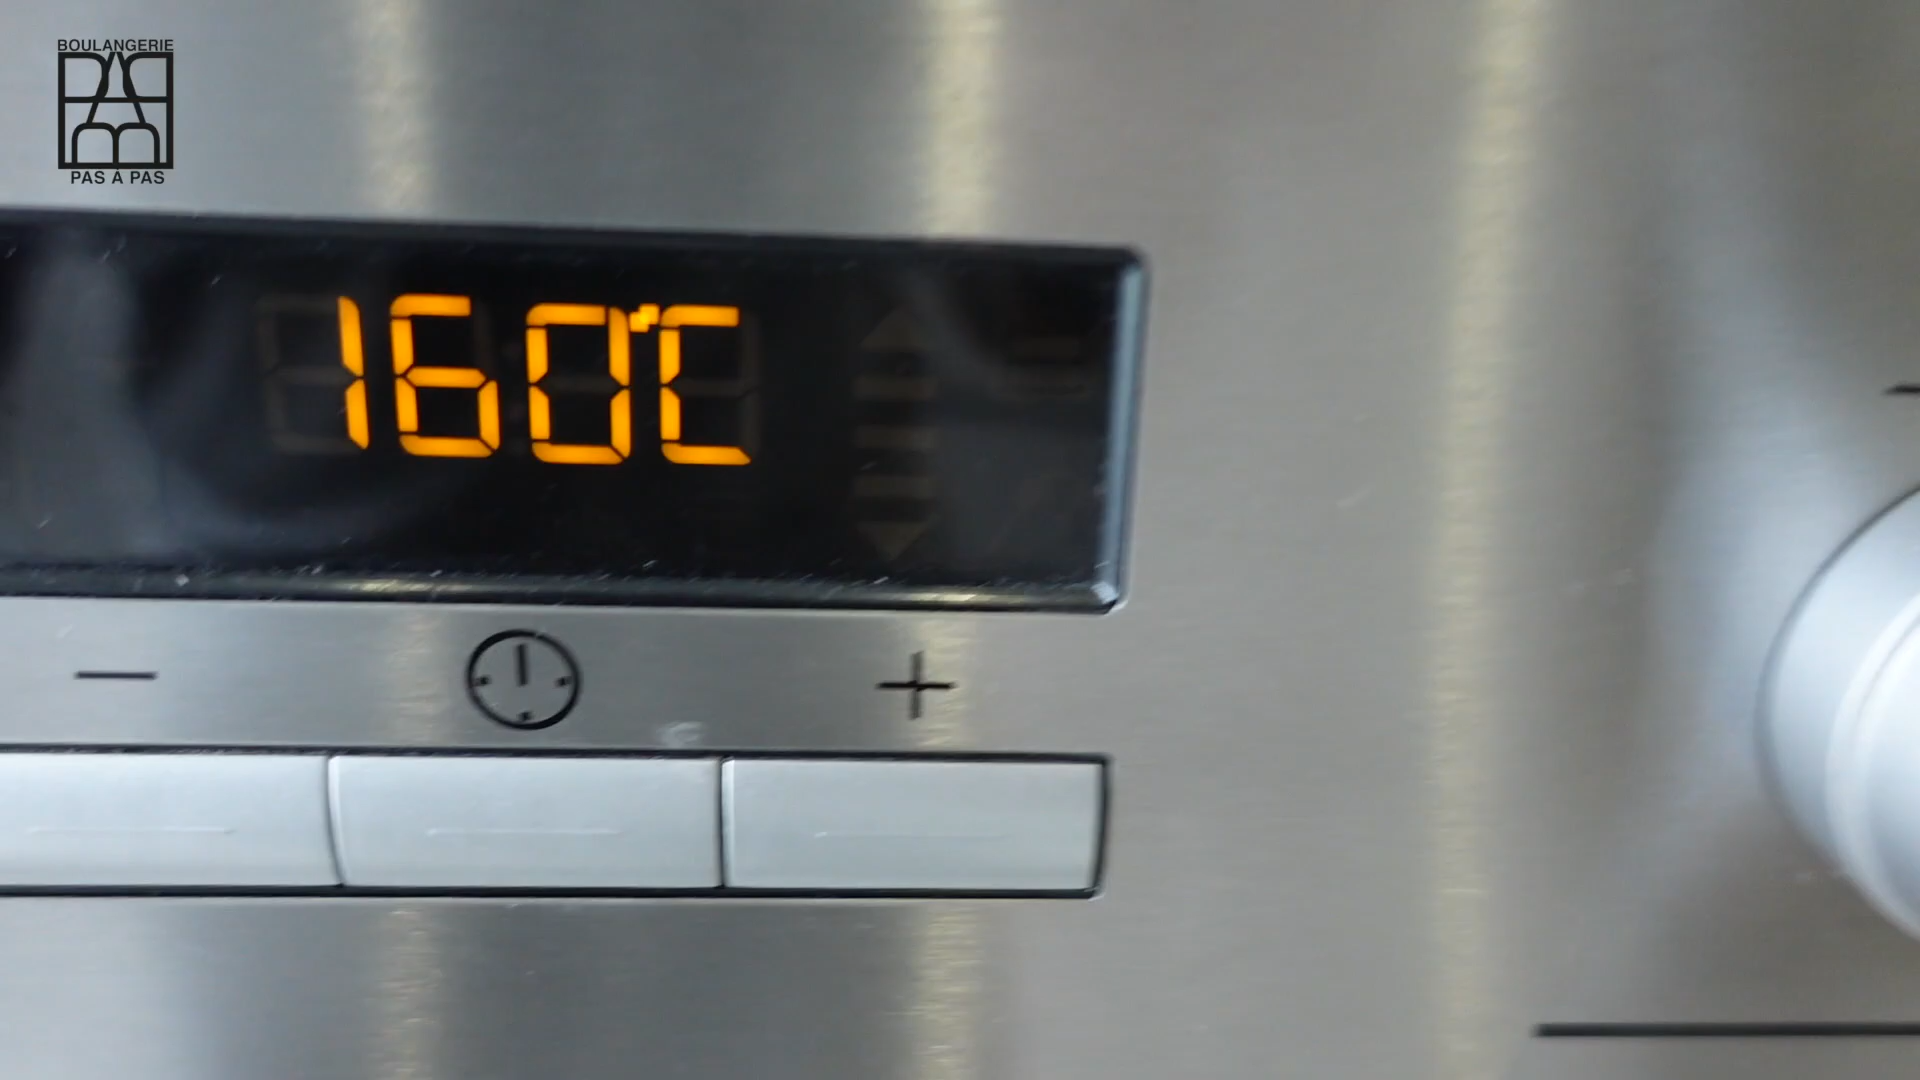 BOULANGERIE
PAS À PAS
160°C
− +